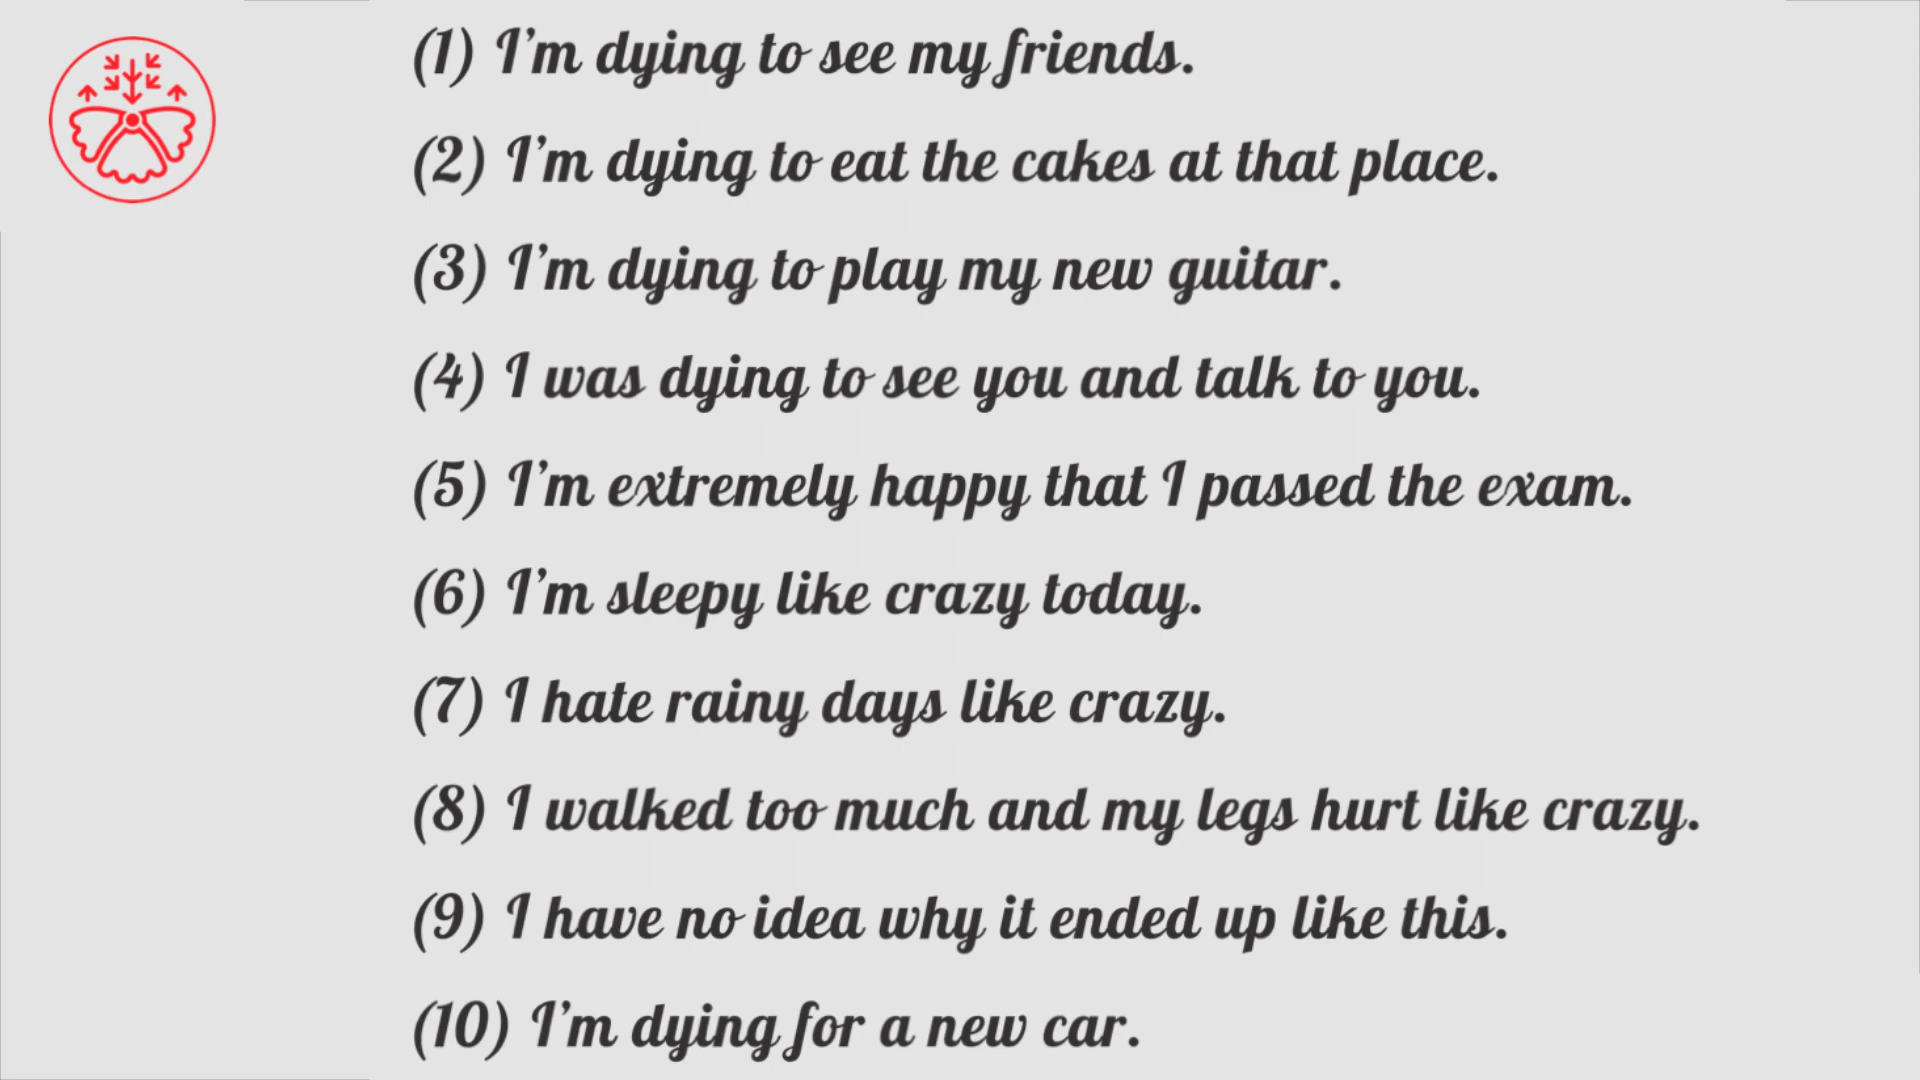 (1) I’m dying to see my friends.
(2) I’m dying to eat the cakes at that place.
(3) I’m dying to play my new guitar.
(4) I was dying to see you and talk to you.
(5) I’m extremely happy that I passed the exam.
(6) I’m sleepy like crazy today.
(7) I hate rainy days like crazy.
(8) I walked too much and my legs hurt like crazy.
(9) I have no idea why it ended up like this.
(10) I’m dying for a new car.